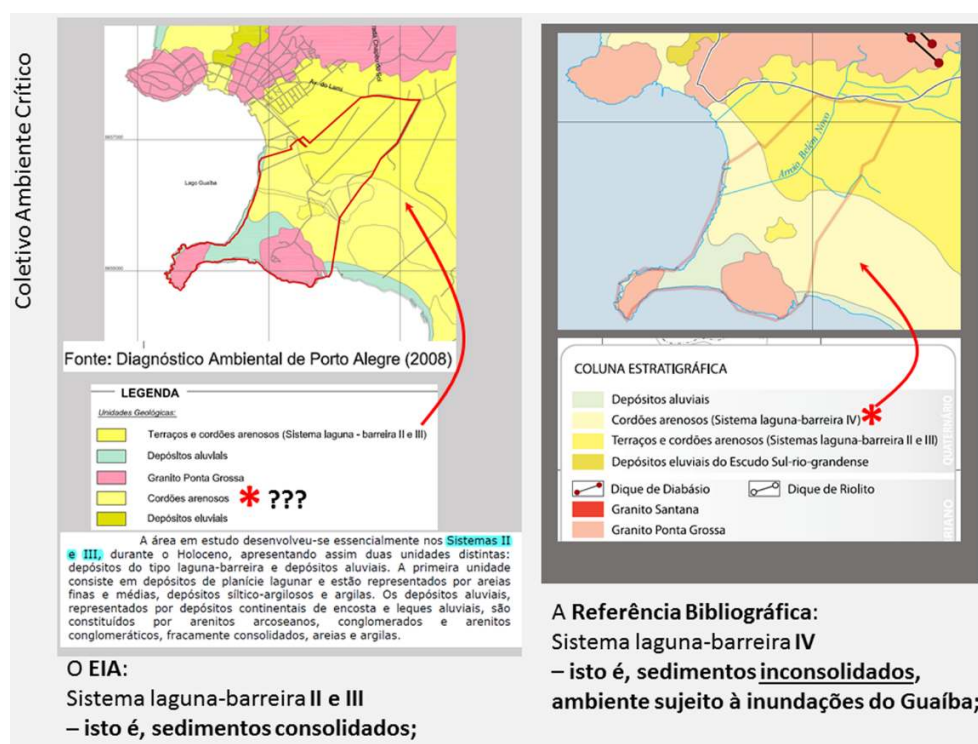 Coletivo Ambiente Crítico
Av. do Lami
Lago Guaíba
Fonte: Diagnóstico Ambiental de Porto Alegre (2008)
LEGENDA
Unidades Geológicas:
Terraços e cordões arenosos (Sistema laguna - barreira II e III)
Depósitos aluviais
Granito Ponta Grossa
Cordões arenosos * ???
Depósitos eluviais
A área em estudo desenvolveu-se essencialmente nos Sistemas II
e III, durante o Holoceno, apresentando assim duas unidades distintas:
depósitos do tipo laguna-barreira e depósitos aluviais. A primeira unidade
consiste em depósitos de planície lagunar e estão representados por areias
finas e médias, depósitos síltico-argilosos e argilas. Os depósitos aluviais,
representados por depósitos continentais de encosta e leques aluviais, são
constituídos por arenitos arcoseanos, conglomerados e arenitos
conglomeráticos, fracamente consolidados, areias e argilas.
O EIA:
Sistema laguna-barreira II e III
– isto é, sedimentos consolidados;
Arroio Belém Novo
COLUNA ESTRATIGRÁFICA
Depósitos aluviais
Cordões arenosos (Sistema laguna-barreira IV) *
Terraços e cordões arenosos (Sistemas laguna-barreira II e III)
Depósitos eluviais do Escudo Sul-rio-grandense
QUATERNÁRIO
Dique de Diabásio
Dique de Riolito
Granito Santana
Granito Ponta Grossa
RIANO
A Referência Bibliográfica:
Sistema laguna-barreira IV
– isto é, sedimentos inconsolidados,
ambiente sujeito à inundações do Guaíba;